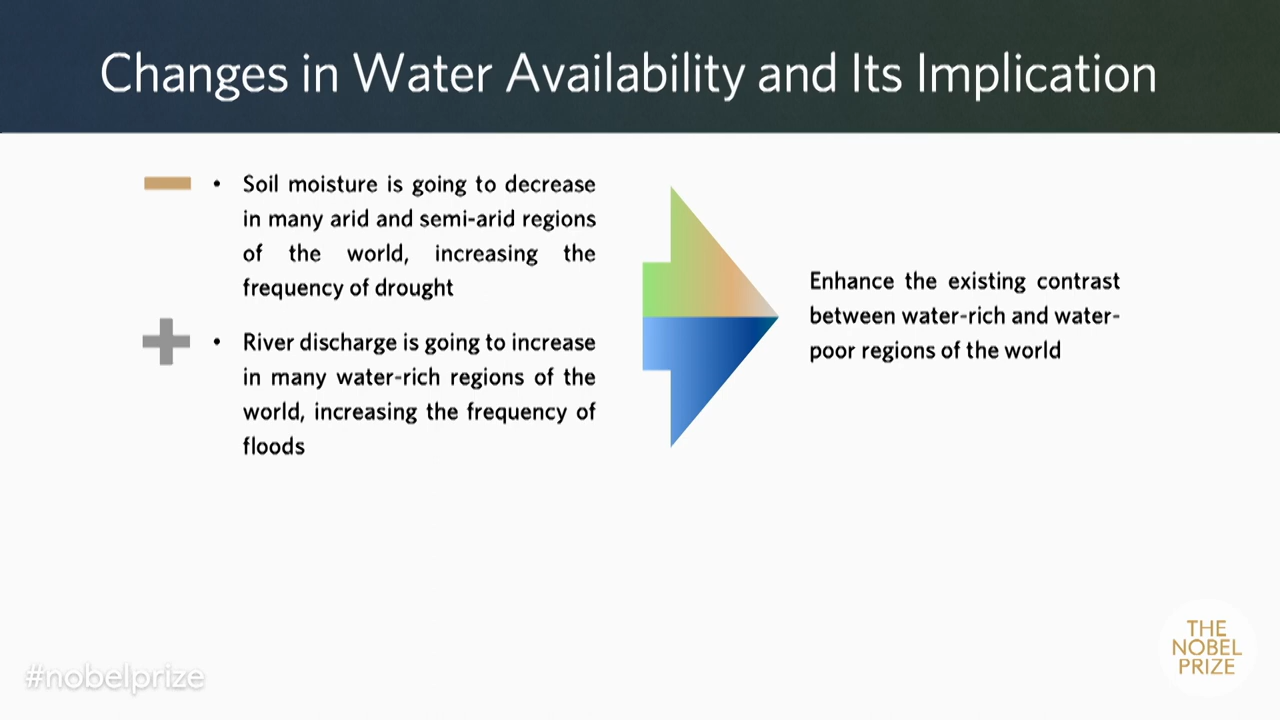 Changes in Water Availability and Its Implication
• Soil moisture is going to decrease
in many arid and semi-arid regions
of the world, increasing the
frequency of drought
• River discharge is going to increase
in many water-rich regions of the
world, increasing the frequency of
floods
Enhance the existing contrast
between water-rich and water-
poor regions of the world
#nobelprize
THE
NOBEL
PRIZE